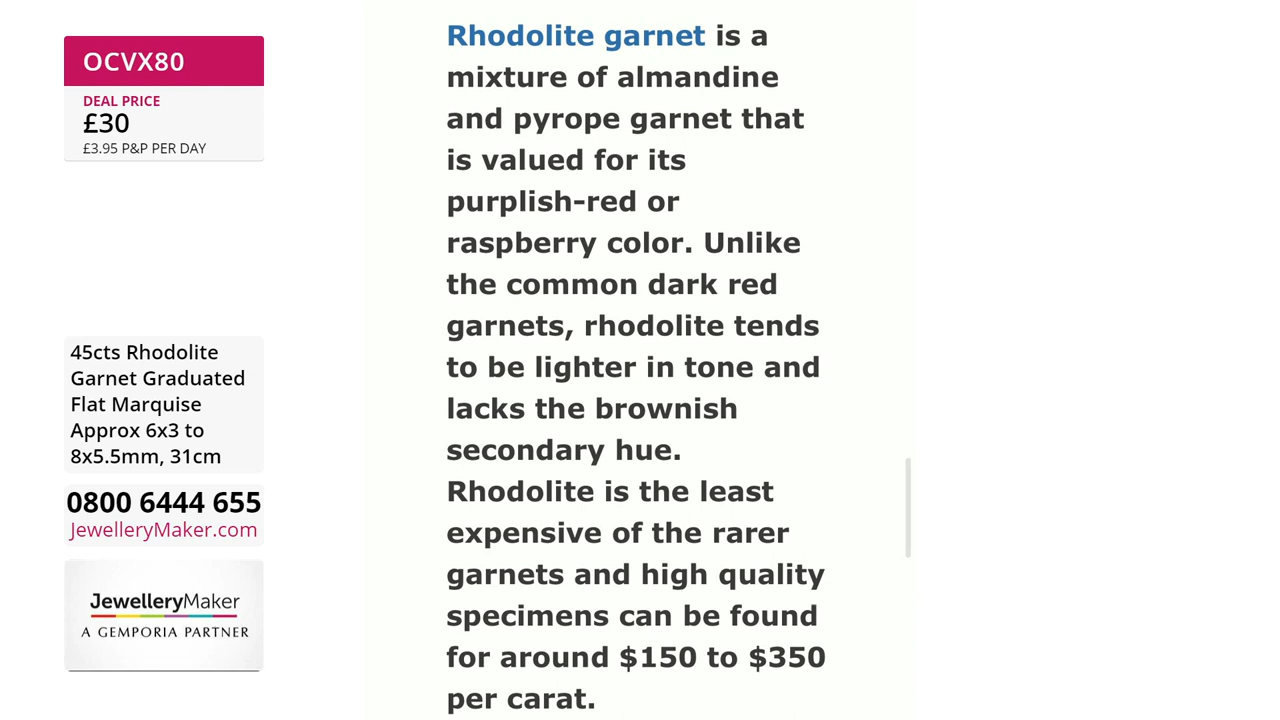 OCVX80
DEAL PRICE
£30
£3.95 P&P PER DAY
45cts Rhodolite
Garnet Graduated
Flat Marquise
Approx 6x3 to
8x5.5mm, 31cm
0800 6444 655
JewelleryMaker.com
JewelleryMaker
A GEMPORIA PARTNER
Rhodolite garnet is a
mixture of almandine
and pyrope garnet that
is valued for its
purplish-red or
raspberry color. Unlike
the common dark red
garnets, rhodolite tends
to be lighter in tone and
lacks the brownish
secondary hue.
Rhodolite is the least
expensive of the rarer
garnets and high quality
specimens can be found
for around $150 to $350
per carat.